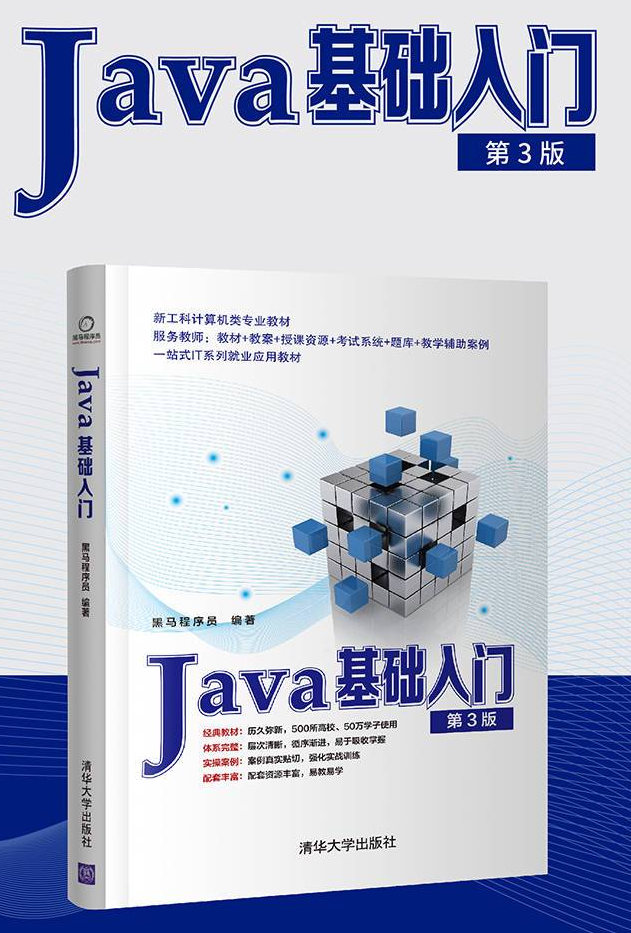 Java基础入门
第3版
新工科计算机类专业教材
服务教师：教材+教案+授课资源+考试系统+题库+教学辅助案例
一站式IT系列就业应用教材
黑马程序员 编著
Java基础入门
第3版
经典教材：历久弥新，500所高校、50万学子使用
体系完整：层次清晰，循序渐进，易于吸收掌握
实操案例：案例真实贴切，强化实战训练
配套丰富：配套资源丰富，易教易学
清华大学出版社
黑马程序员
Java基础入门
黑马程序员 编著
清华大学出版社